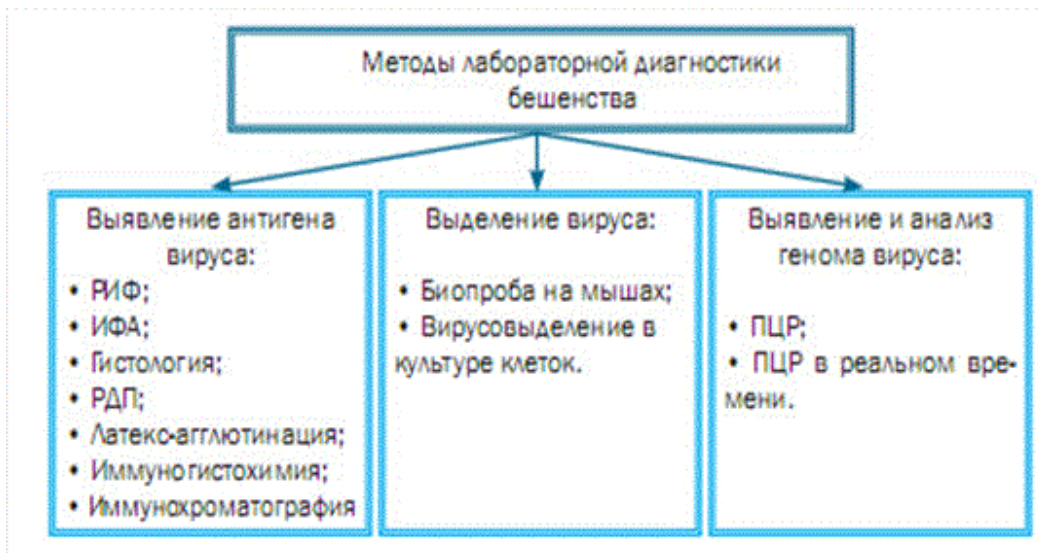 Методы лабораторной диагностики
бешенства
Выявление антигена
вируса:
• РИФ;
• ИФА;
• Гистология;
• РДП;
• Латекс-агглютинация;
• Иммуногистохимия;
• Иммунохроматография
Выделение вируса:
• Биопроба на мышах;
• Вирусовыделение в
культуре клеток.
Выявление и анализ
генома вируса:
• ПЦР;
• ПЦР в реальном вре-
мени.